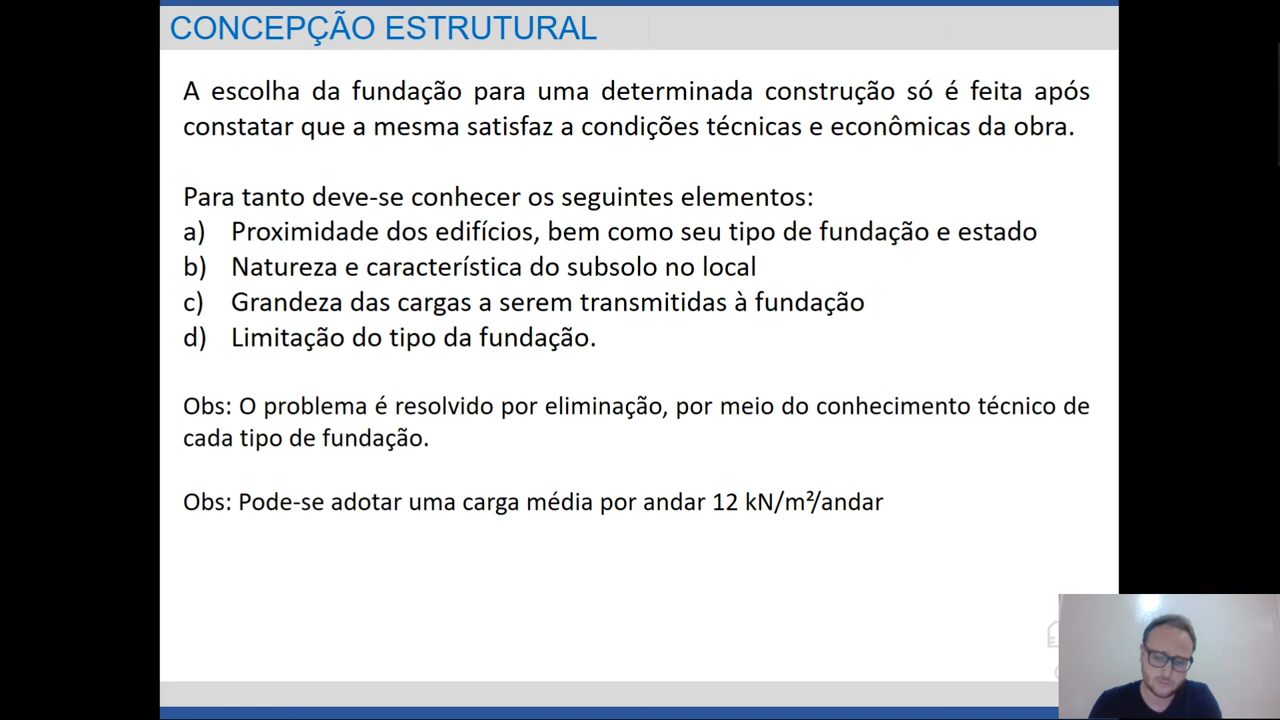 CONCEPÇÃO ESTRUTURAL
A escolha da fundação para uma determinada construção só é feita após
constatar que a mesma satisfaz a condições técnicas e econômicas da obra.
Para tanto deve-se conhecer os seguintes elementos:
a) Proximidade dos edifícios, bem como seu tipo de fundação e estado
b) Natureza e característica do subsolo no local
c) Grandeza das cargas a serem transmitidas à fundação
d) Limitação do tipo da fundação.
Obs: O problema é resolvido por eliminação, por meio do conhecimento técnico de
cada tipo de fundação.
Obs: Pode-se adotar uma carga média por andar 12 kN/m²/andar